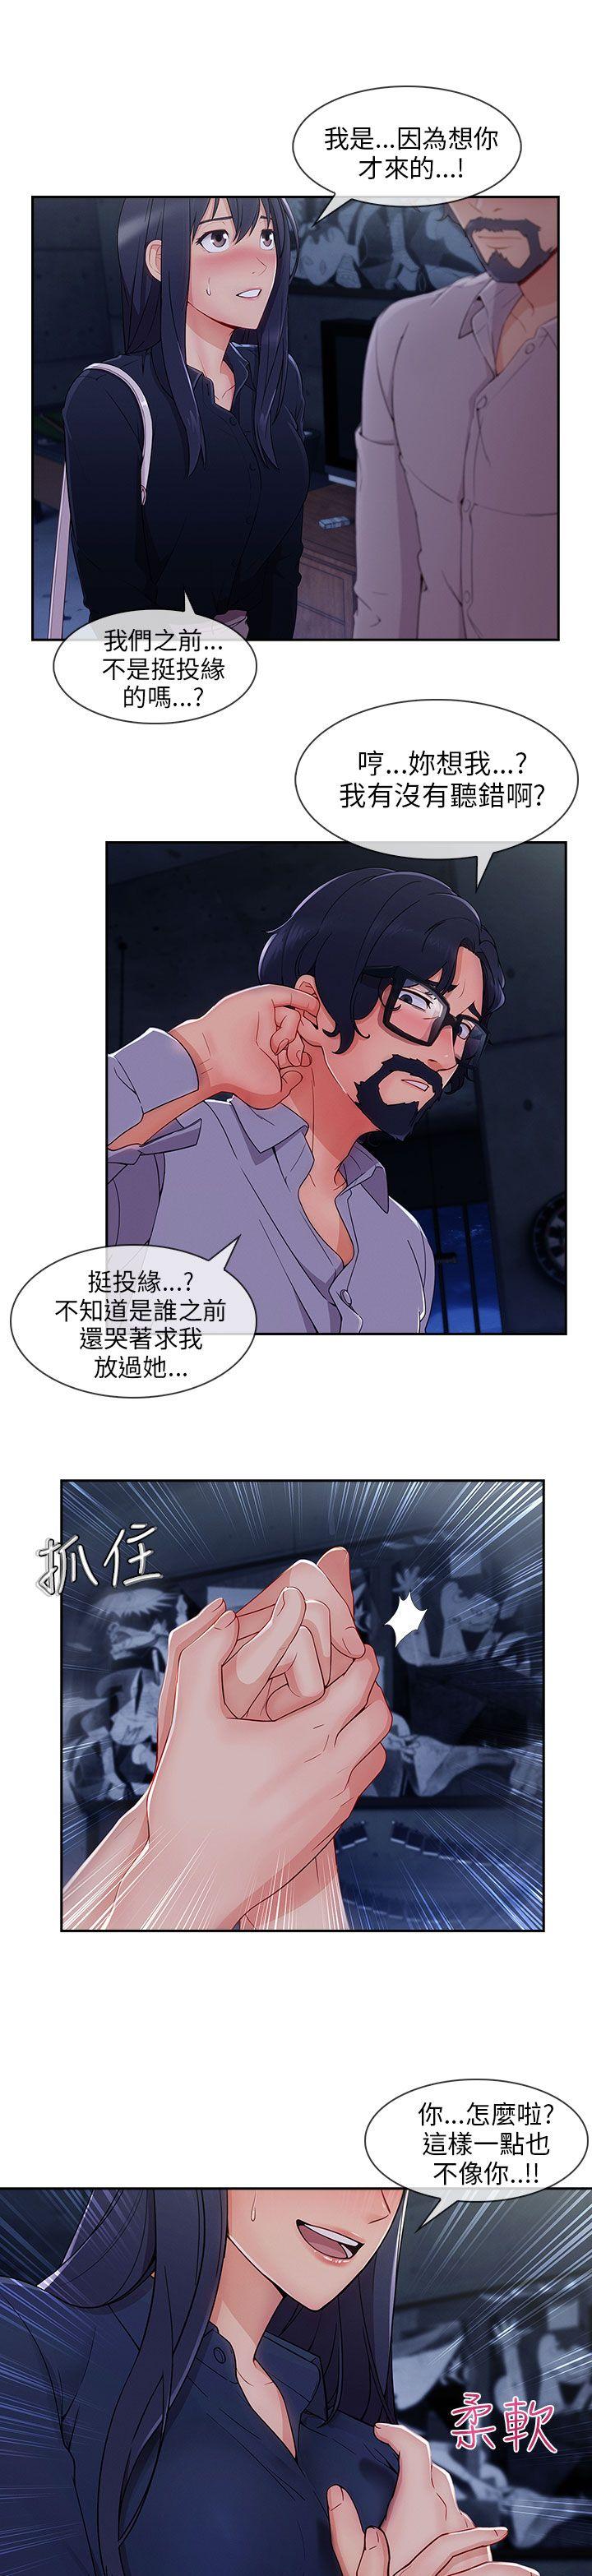 我是...因為想你
才來的...!
我們之前...
不是挺投緣
的嗎...?
哼...妳想我...?
我有沒有聽錯啊?
挺投緣...?
不知道是誰之前
還哭著求我
放過她...
抓住
你...怎麼啦?
這樣一點也
不像你..!!
柔軟